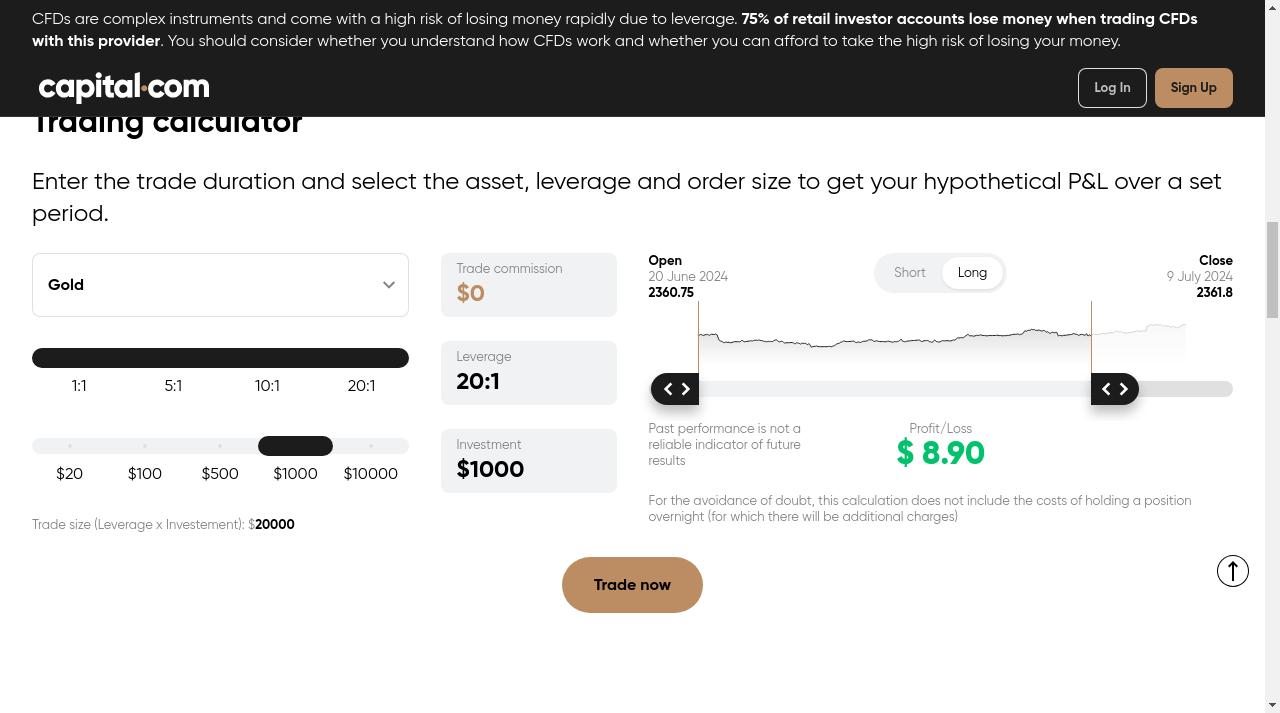 CFDs are complex instruments and come with a high risk of losing money rapidly due to leverage. 75% of retail investor accounts lose money when trading CFDs
with this provider. You should consider whether you understand how CFDs work and whether you can afford to take the high risk of losing your money.
capital.com
Log In
Sign Up
Trading calculator
Enter the trade duration and select the asset, leverage and order size to get your hypothetical P&L over a set
period.
Gold
1:1 5:1 10:1 20:1
$20 $100 $500 $1000 $10000
Trade size (Leverage x Investement): $20000
Trade commission
$0
Leverage
20:1
Investment
$1000
Open
20 June 2024
2360.75
Short Long
Close
9 July 2024
2361.8
Past performance is not a
reliable indicator of future
results
Profit/Loss
$ 8.90
For the avoidance of doubt, this calculation does not include the costs of holding a position
overnight (for which there will be additional charges)
Trade now